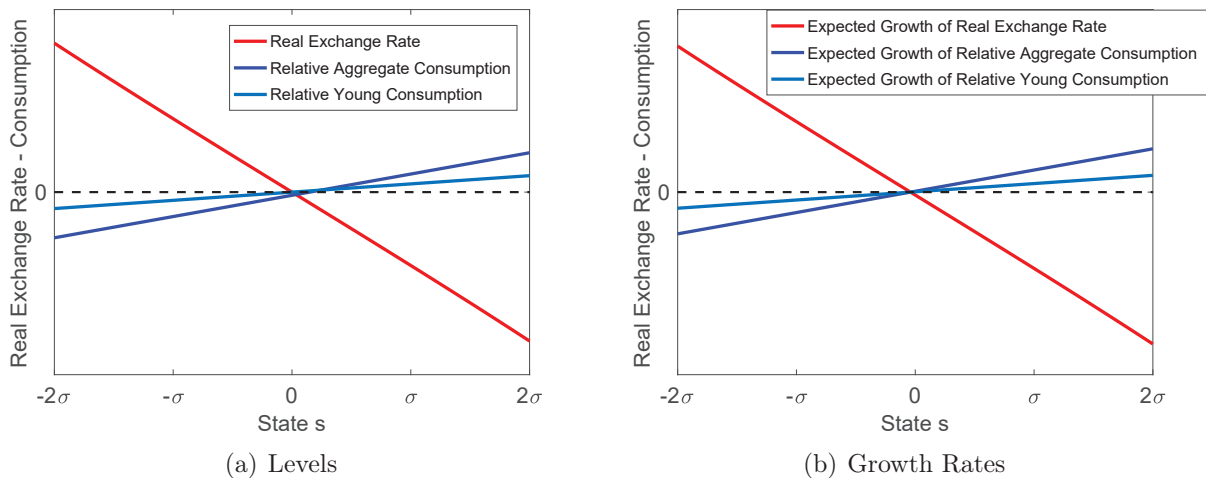 Real Exchange Rate - Consumption
Real Exchange Rate
Relative Aggregate Consumption
Relative Young Consumption
0
-2σ
-σ
0
σ
2σ
State s
(a) Levels
Real Exchange Rate - Consumption
Expected Growth of Real Exchange Rate
Expected Growth of Relative Aggregate Consumption
Expected Growth of Relative Young Consumption
0
-2σ
-σ
0
σ
2σ
State s
(b) Growth Rates